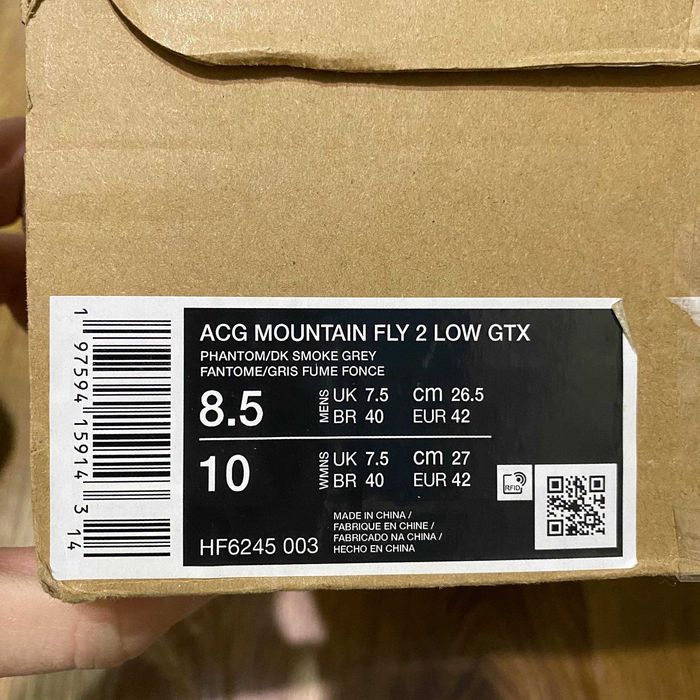 1 97594 15914 3 14
ACG MOUNTAIN FLY 2 LOW GTX
PHANTOM/DK SMOKE GREY
FANTOME/GRIS FUME FONCE
8.5 MENS UK 7.5 cm 26.5
BR 40 EUR 42
10 WMNS UK 7.5 cm 27
BR 40 EUR 42
RFID
MADE IN CHINA /
FABRIQUE EN CHINE /
FABRICADO NA CHINA /
HECHO EN CHINA
HF6245 003